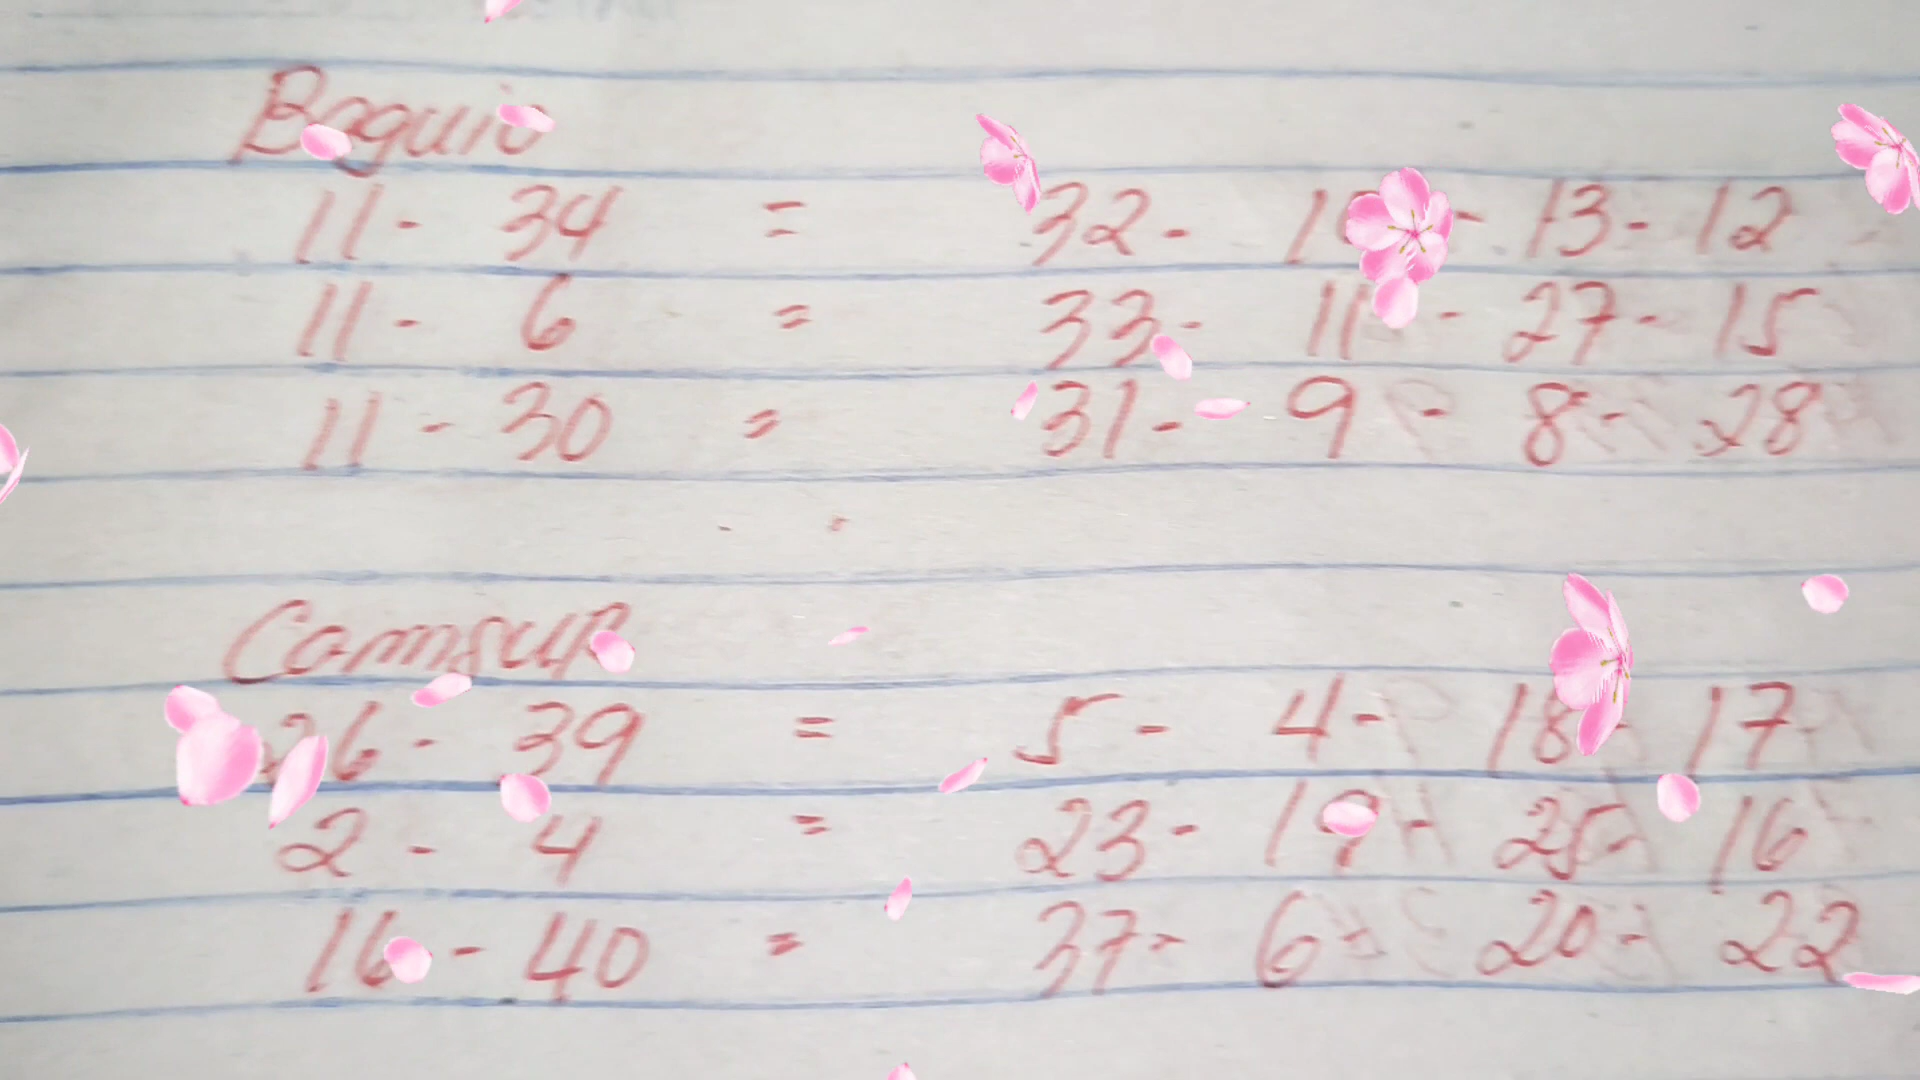 Baguio
11 - 34 = 32 - - 13 - 12
11 - 6 = 33 - 11 - 27 - 15
11 - 30 = 31 - 9 - 8 - 28
Camsur
26 - 39 = 5 - 4 - 18 - 17
2 - 4 = 23 - 19 - 25 - 16
16 - 40 = 37 - 6 - 20 - 22